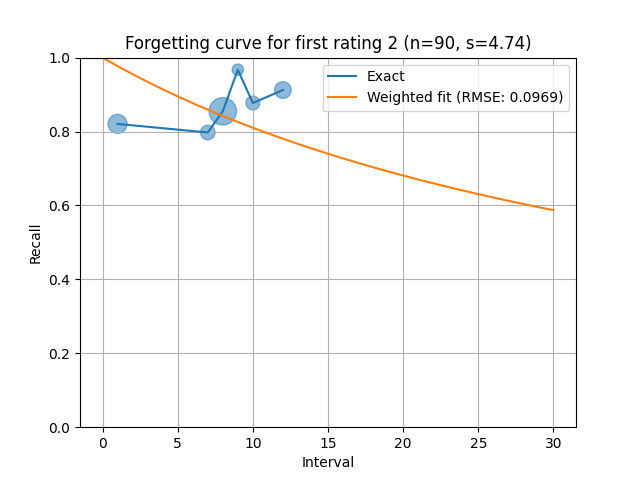 Forgetting curve for first rating 2 (n=90, s=4.74)
Exact
Weighted fit (RMSE: 0.0969)
1.0
0.8
0.6
0.4
0.2
0.0
Recall
0 5 10 15 20 25 30
Interval